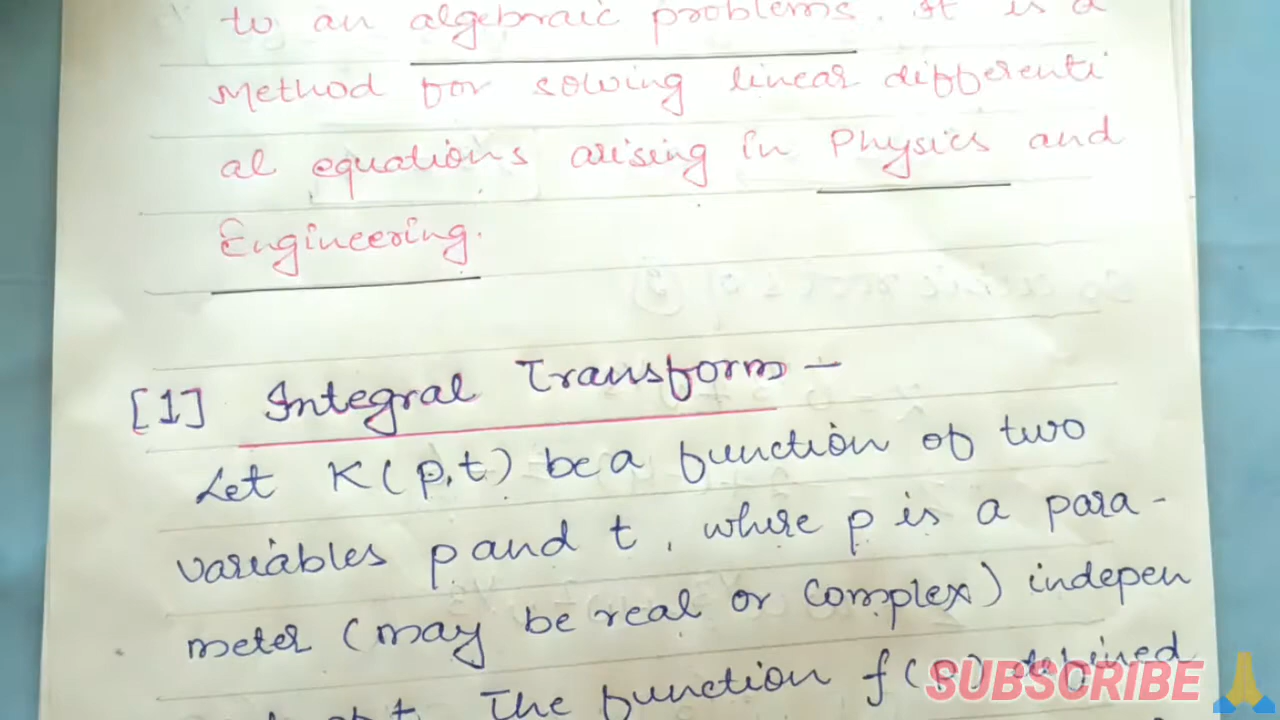 to an algebraic problems. It is a
Method for solving linear differenti
al equations arising in Physics and
Engineering.
[1] Integral Transform –
Let K(p,t) be a function of two
variables p and t, where p is a para-
meter (may be real or complex) indepen
of t. The function f(p) defined
SUBSCRIBE